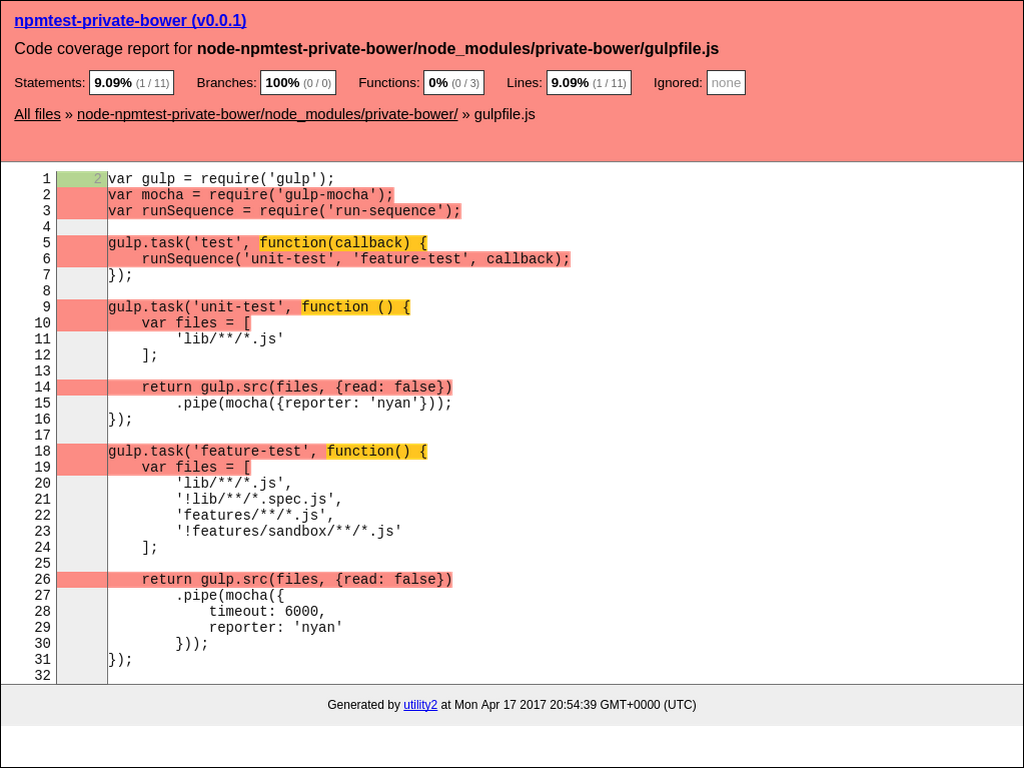 npmtest-private-bower (v0.0.1)
Code coverage report for node-npmtest-private-bower/node_modules/private-bower/gulpfile.js
Statements: 9.09% (1 / 11) Branches: 100% (0 / 0) Functions: 0% (0 / 3) Lines: 9.09% (1 / 11) Ignored: none
All files » node-npmtest-private-bower/node_modules/private-bower/ » gulpfile.js
1 2 var gulp = require('gulp');
2 var mocha = require('gulp-mocha');
3 var runSequence = require('run-sequence');
4
5 gulp.task('test', function(callback) {
6     runSequence('unit-test', 'feature-test', callback);
7 });
8
9 gulp.task('unit-test', function () {
10     var files = [
11         'lib/**/*.js'
12     ];
13
14     return gulp.src(files, {read: false})
15         .pipe(mocha({reporter: 'nyan'}));
16 });
17
18 gulp.task('feature-test', function() {
19     var files = [
20         'lib/**/*.js',
21         '!lib/**/*.spec.js',
22         'features/**/*.js',
23         '!features/sandbox/**/*.js'
24     ];
25
26     return gulp.src(files, {read: false})
27         .pipe(mocha({
28             timeout: 6000,
29             reporter: 'nyan'
30         }));
31 });
32
Generated by utility2 at Mon Apr 17 2017 20:54:39 GMT+0000 (UTC)